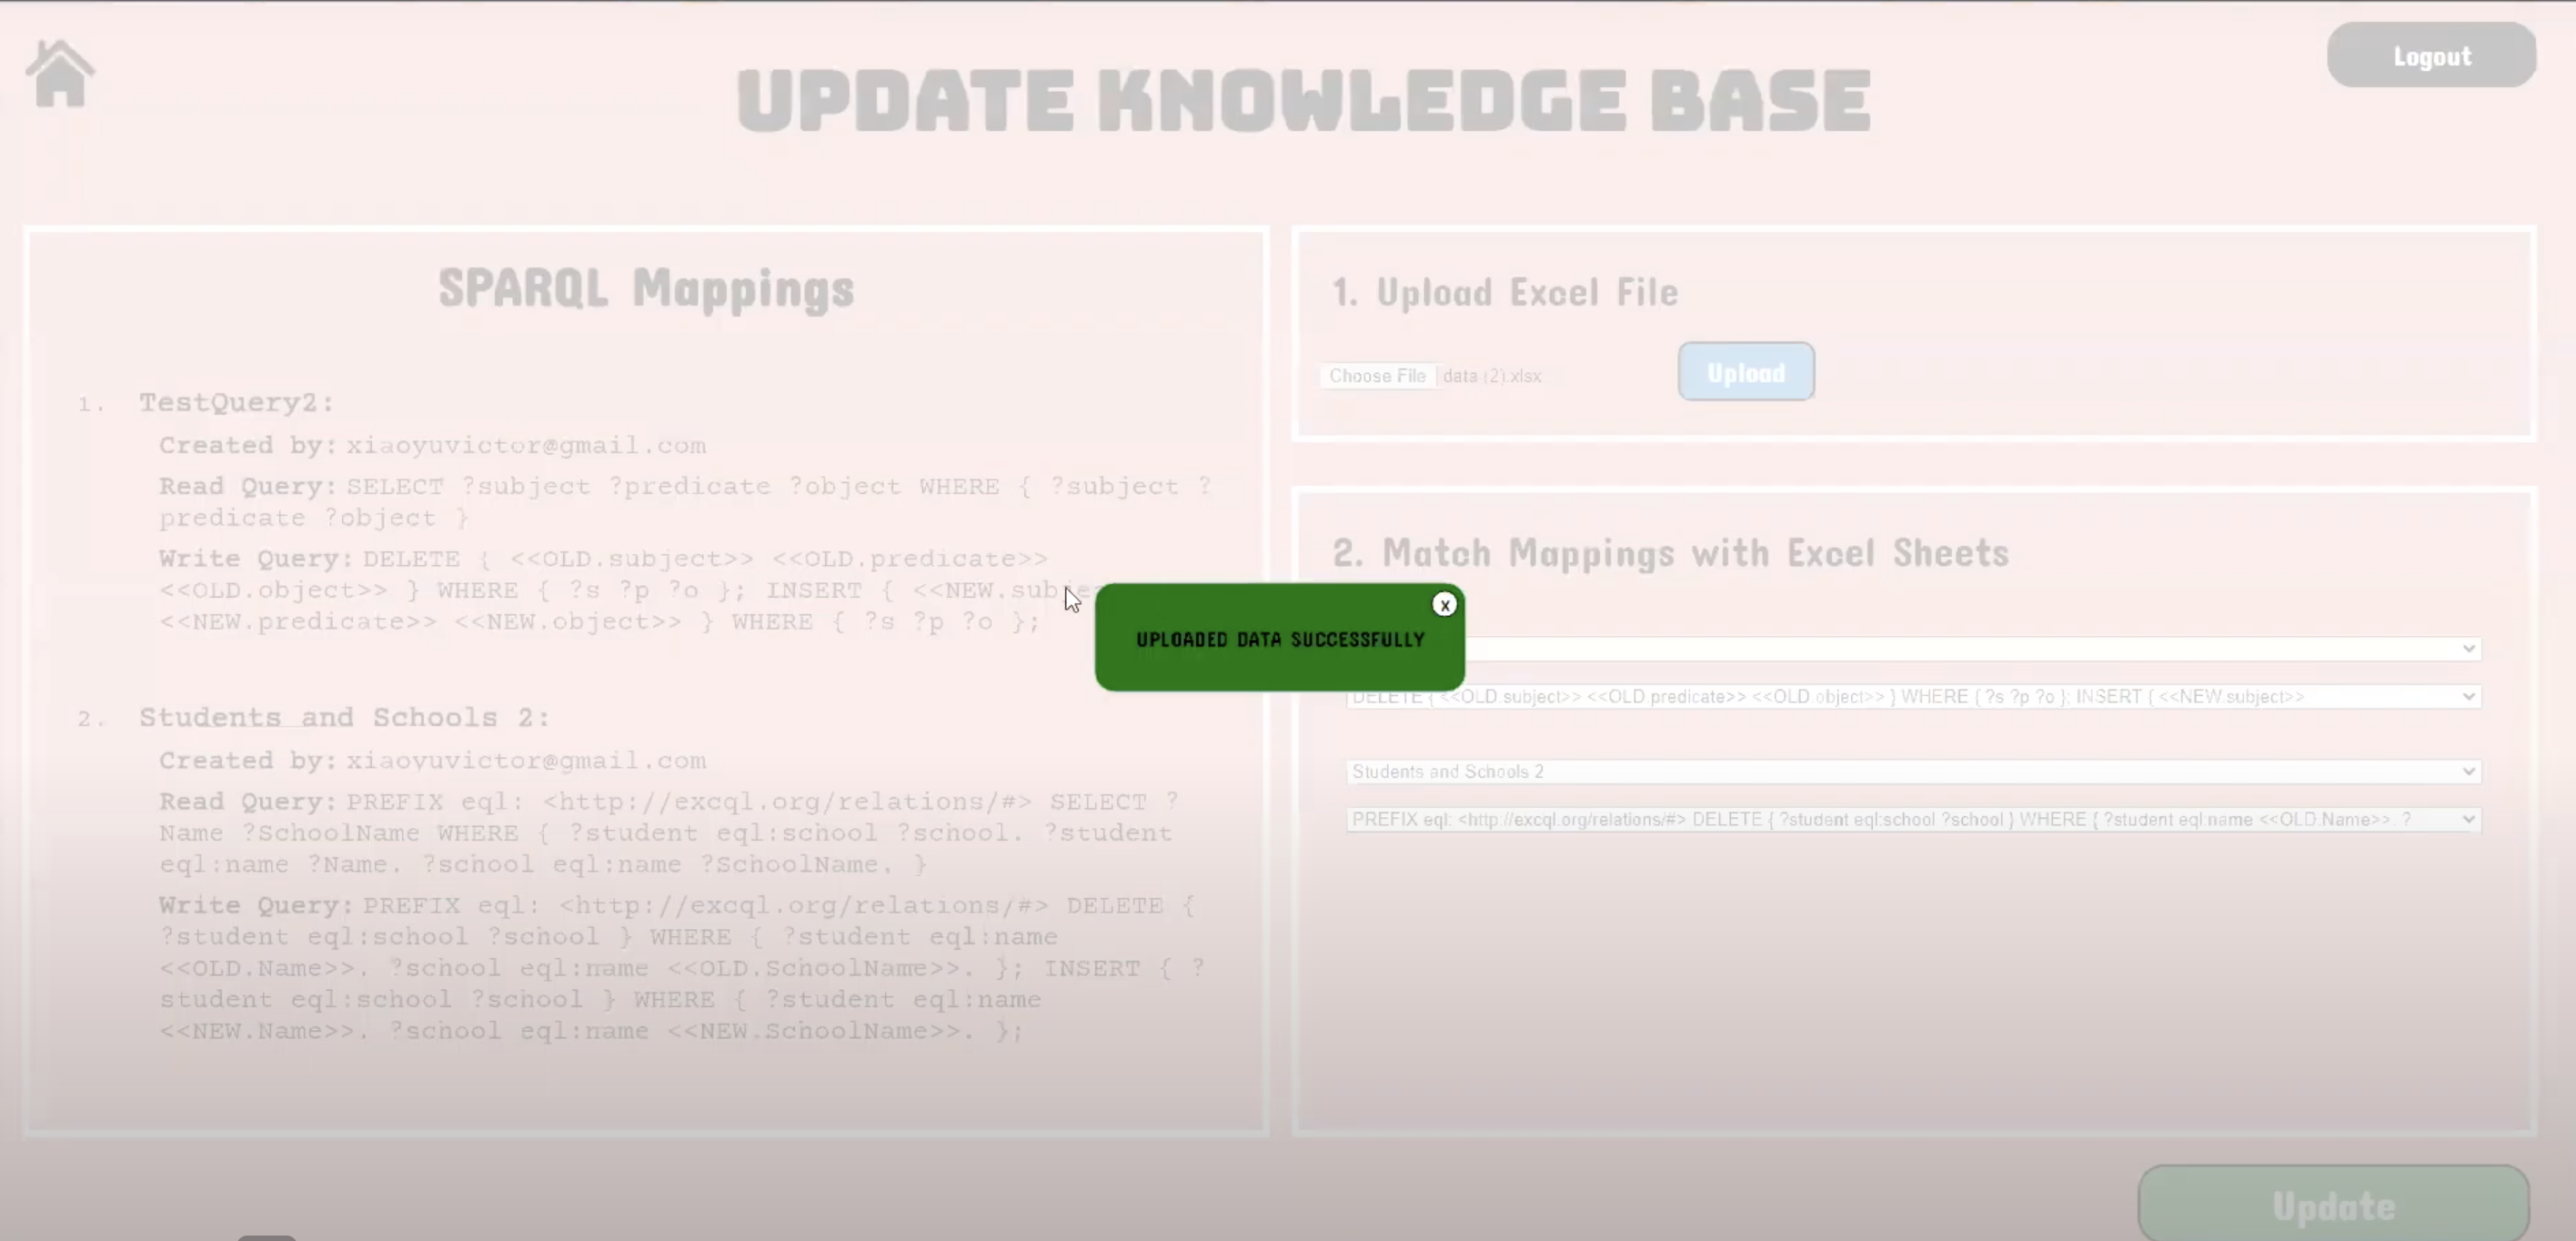 Logout
UPDATE KNOWLEDGE BASE
SPARQL Mappings
1. TestQuery2:
Created by: xiaoyuvictor@gmail.com
Read Query: SELECT ?subject ?predicate ?object WHERE { ?subject ?
predicate ?object }
Write Query: DELETE { <<OLD.subject>> <<OLD.predicate>>
<<OLD.object>> } WHERE { ?s ?p ?o }; INSERT {
<<NEW.predicate>> <<NEW.object>> } WHERE { ?s ?p ?o };
2. Students and Schools 2:
Created by: xiaoyuvictor@gmail.com
Read Query: PREFIX eql: <http://excql.org/relations/#> SELECT ?
Name ?SchoolName WHERE { ?student eql:school ?school. ?student
eql:name ?Name. ?school eql:name ?SchoolName. }
Write Query: PREFIX eql: <http://excql.org/relations/#> DELETE {
?student eql:school ?school } WHERE { ?student eql:name
<<OLD.Name>>. ?school eql:name <<OLD.SchoolName>>. }; INSERT { ?
student eql:school ?school } WHERE { ?student eql:name
<<NEW.Name>>. ?school eql:name <<NEW.SchoolName>>. };
1. Upload Excel File
Choose File data (2).xlsx
Upload
2. Match Mappings with Excel Sheets
x
UPLOADED DATA SUCCESSFULLY
DELETE { <<OLD.subject>> <<OLD.predicate>> <<OLD.object>> } WHERE { ?s ?p ?o }; INSERT { <<NEW.subject>>
Students and Schools 2
PREFIX eql: <http://excql.org/relations/#> DELETE { ?student eql:school ?school } WHERE { ?student eql:name <<OLD.Name>>. ?
Update